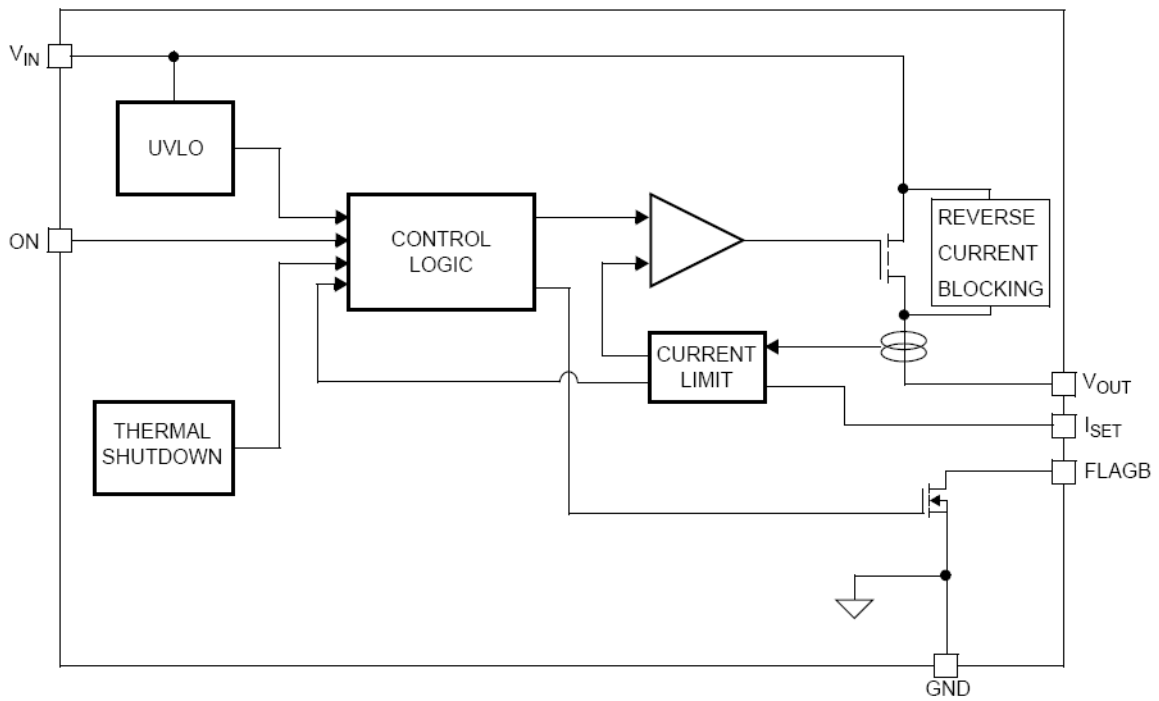 VIN
UVLO
ON
CONTROL
LOGIC
REVERSE
CURRENT
BLOCKING
CURRENT
LIMIT
VOUT
ISET
THERMAL
SHUTDOWN
FLAGB
GND